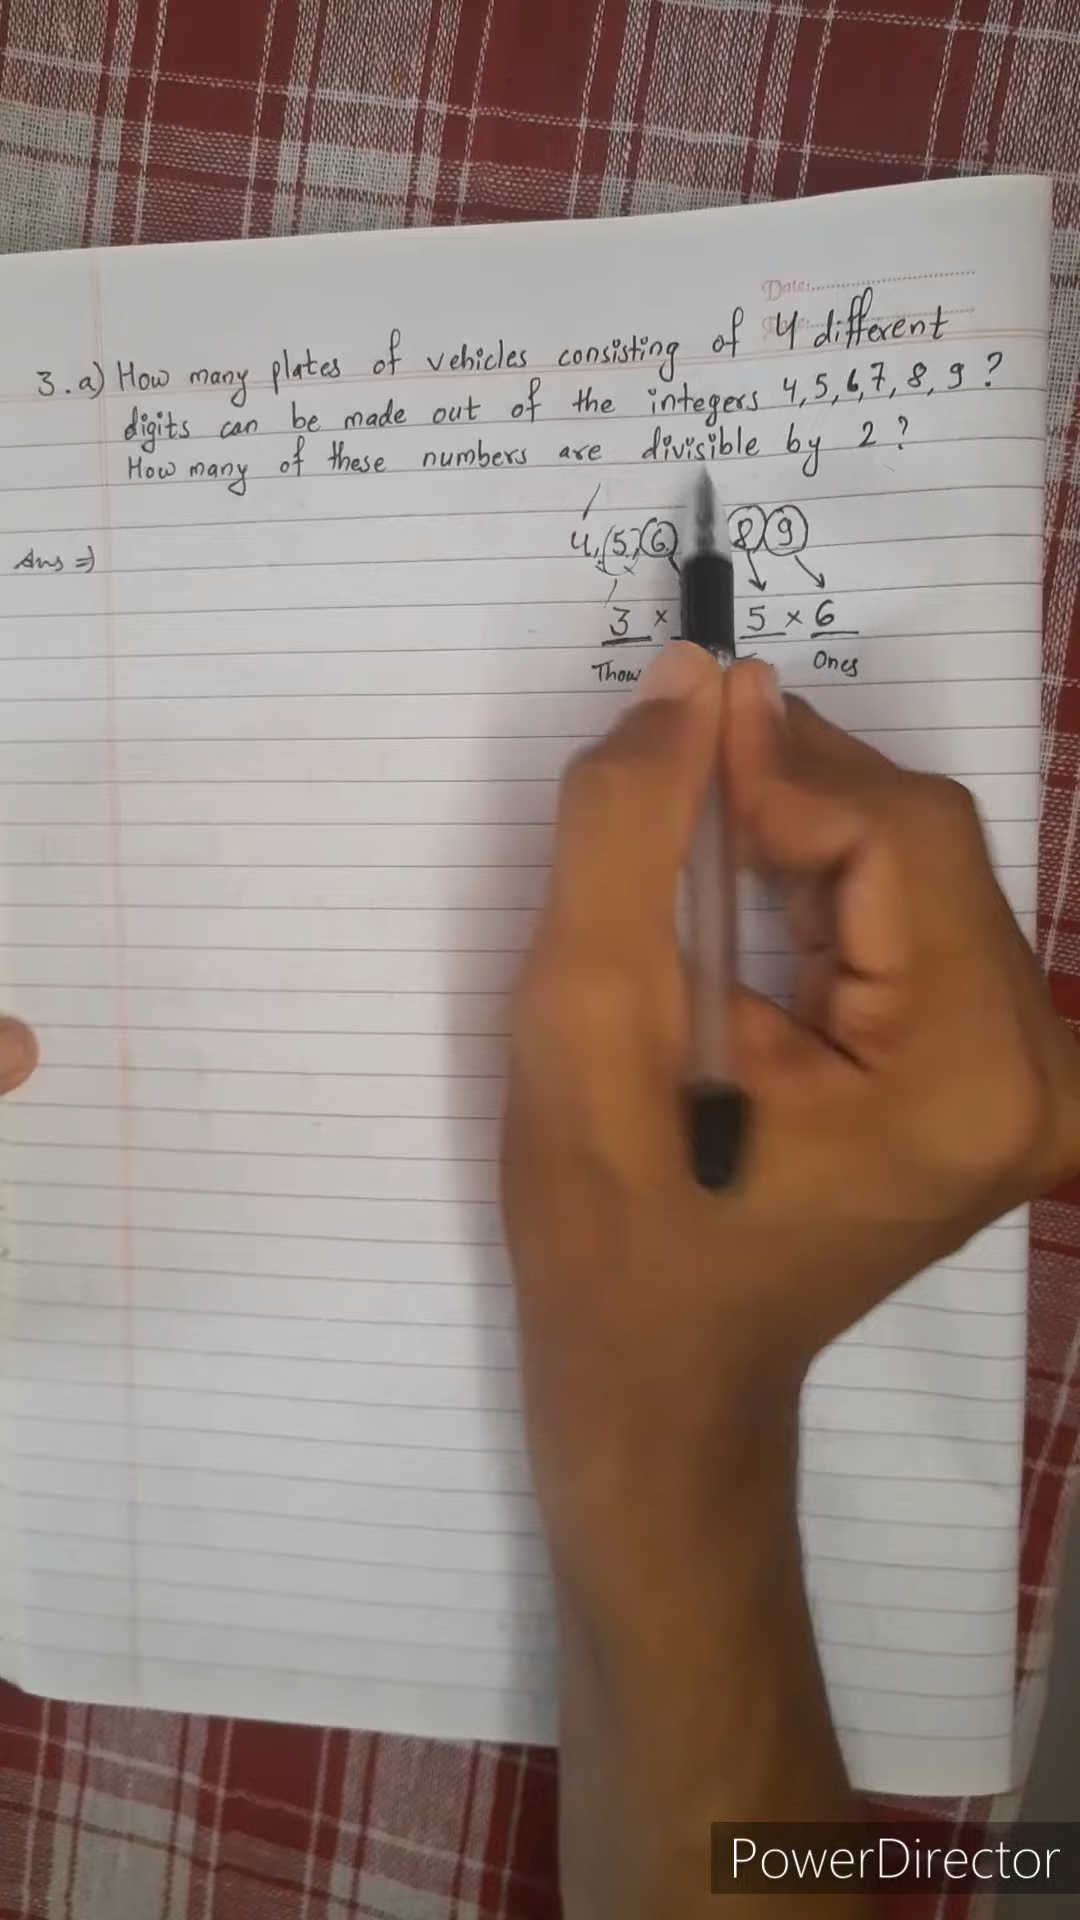 Date:
3. a) How many plates of vehicles consisting of 4 different
digits can be made out of the integers 4, 5, 6, 7, 8, 9 ?
How many of these numbers are divisible by 2 ?
Ans ⇒
4, 5, 6 8 9
3 × 5 × 6
Thou Ones
PowerDirector